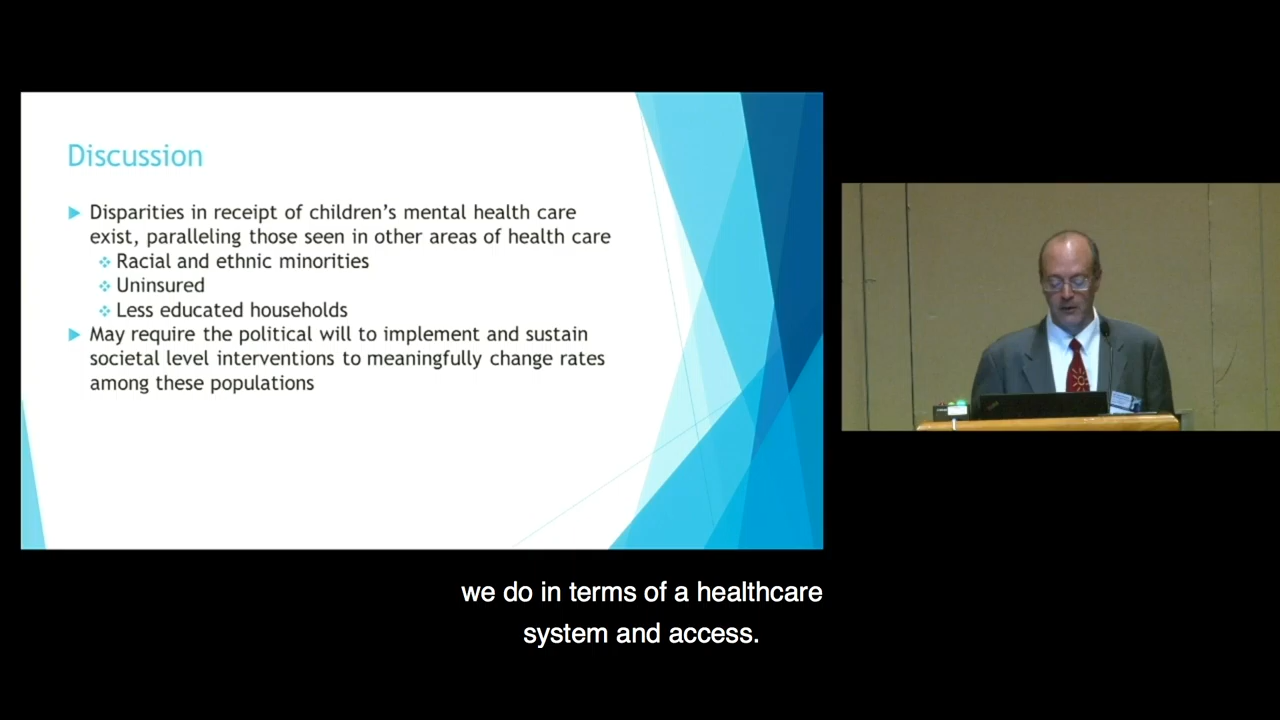 Discussion
Disparities in receipt of children's mental health care
exist, paralleling those seen in other areas of health care
Racial and ethnic minorities
Uninsured
Less educated households
May require the political will to implement and sustain
societal level interventions to meaningfully change rates
among these populations
we do in terms of a healthcare
system and access.